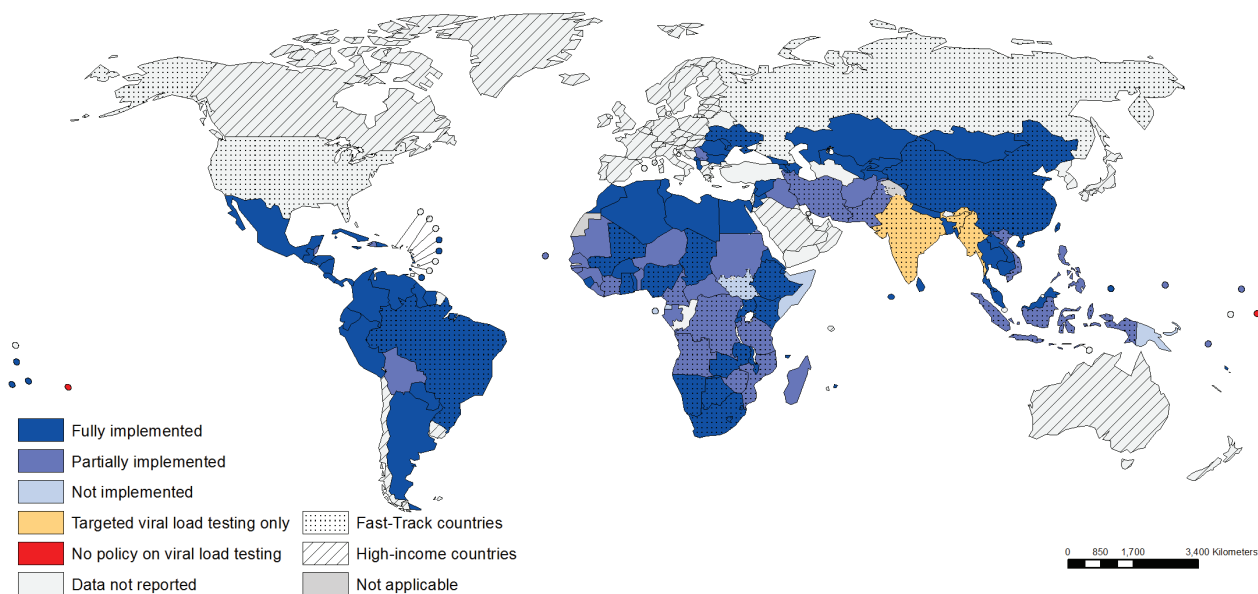 Fully implemented
Partially implemented
Not implemented
Targeted viral load testing only
No policy on viral load testing
Data not reported
Fast-Track countries
High-income countries
Not applicable
0 850 1,700 3,400 Kilometers